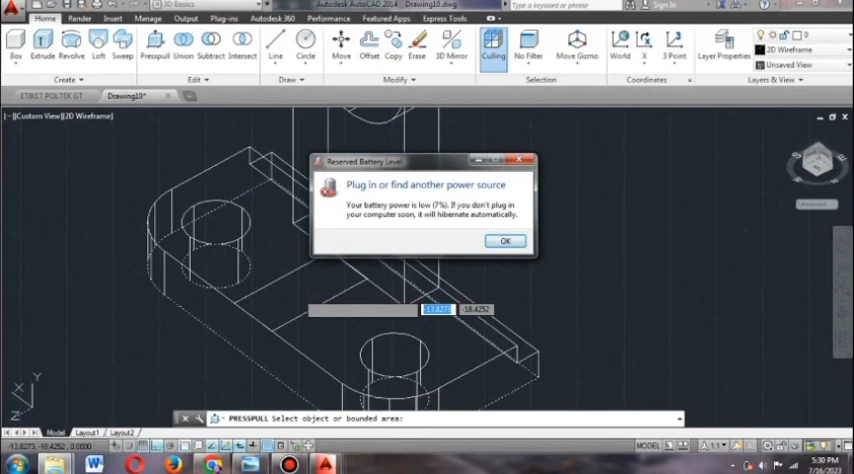 3D Basics
Autodesk AutoCAD 2014 Drawing10.dwg
Type a keyword or phrase
Sign In
Home Render Insert Manage Output Plug-ins Autodesk 360 Performance Featured Apps Express Tools
0
2D Wireframe
Unsaved View
Box Extrude Revolve Loft Sweep Presspull Union Subtract Intersect Line Circle Move Offset Copy Erase 3D Mirror Culling No Filter Move Gizmo World X 3 Point Layer Properties
Create Edit Draw Modify Selection Coordinates Layers & View
ETIKET POLTEK GT Drawing10*
[–][Custom View][2D Wireframe]
Reserved Battery Level
Plug in or find another power source
Your battery power is low (7%). If you don't plug in
your computer soon, it will hibernate automatically.
OK
Unnamed
-13.8273 -18.4252
Y
X
Z
PRESSPULL Select object or bounded area:
Model Layout1 Layout2
-13.8273, -18.4252, 0.0000
MODEL
1:1
5:30 PM
7/16/2023